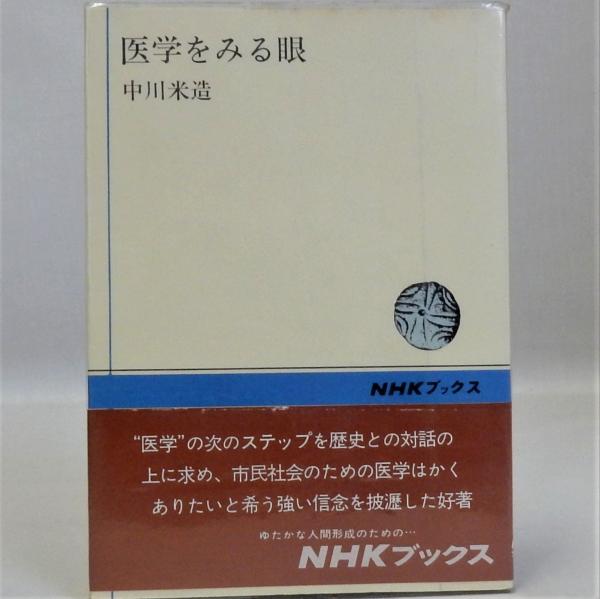 医学をみる眼
中川米造
NHKブックス
“医学”の次のステップを歴史との対話の
上に求め、市民社会のための医学はかく
ありたいと希う強い信念を披瀝した好著
ゆたかな人間形成のための…
NHKブックス